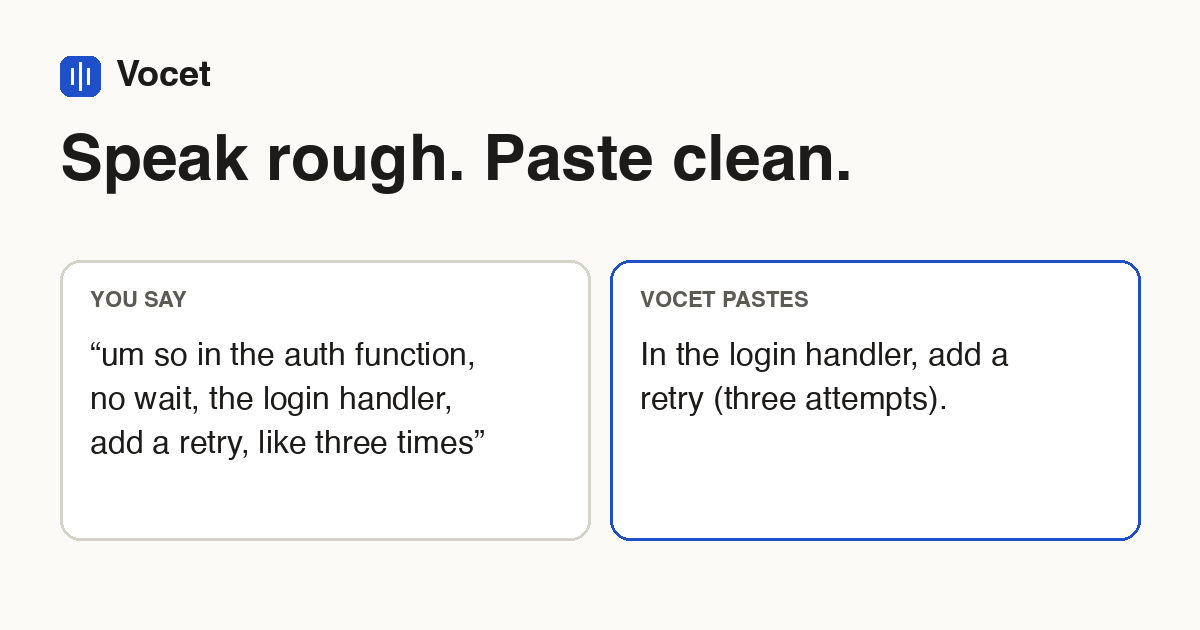 Vocet
Speak rough. Paste clean.
YOU SAY
“um so in the auth function,
no wait, the login handler,
add a retry, like three times”
VOCET PASTES
In the login handler, add a
retry (three attempts).